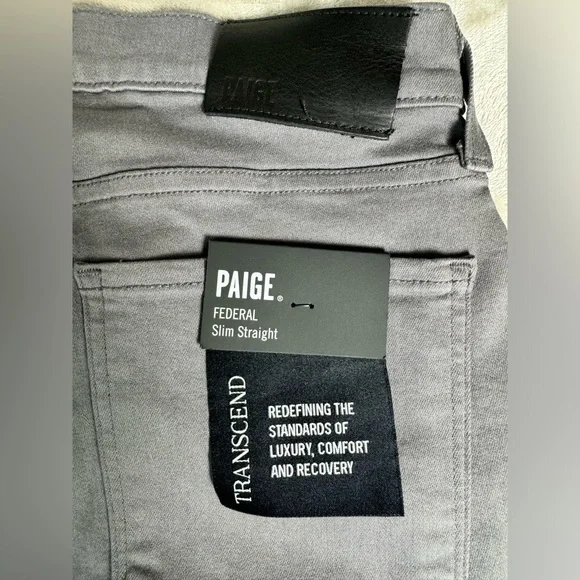 PAIGE
PAIGE®
FEDERAL
Slim Straight
TRANSCEND
REDEFINING THE
STANDARDS OF
LUXURY, COMFORT
AND RECOVERY